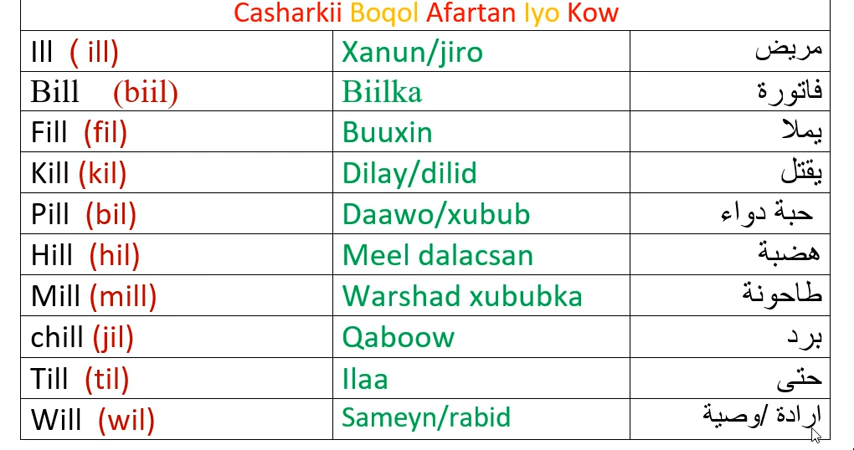 Casharkii Boqol Afartan Iyo Kow
Ill ( ill) Xanun/jiro مريض
Bill (biil) Biilka فاتورة
Fill (fil) Buuxin يملا
Kill (kil) Dilay/dilid يقتل
Pill (bil) Daawo/xubub حبة دواء
Hill (hil) Meel dalacsan هضبة
Mill (mill) Warshad xububka طاحونة
chill (jil) Qaboow برد
Till (til) Ilaa حتى
Will (wil) Sameyn/rabid ارادة /وصية